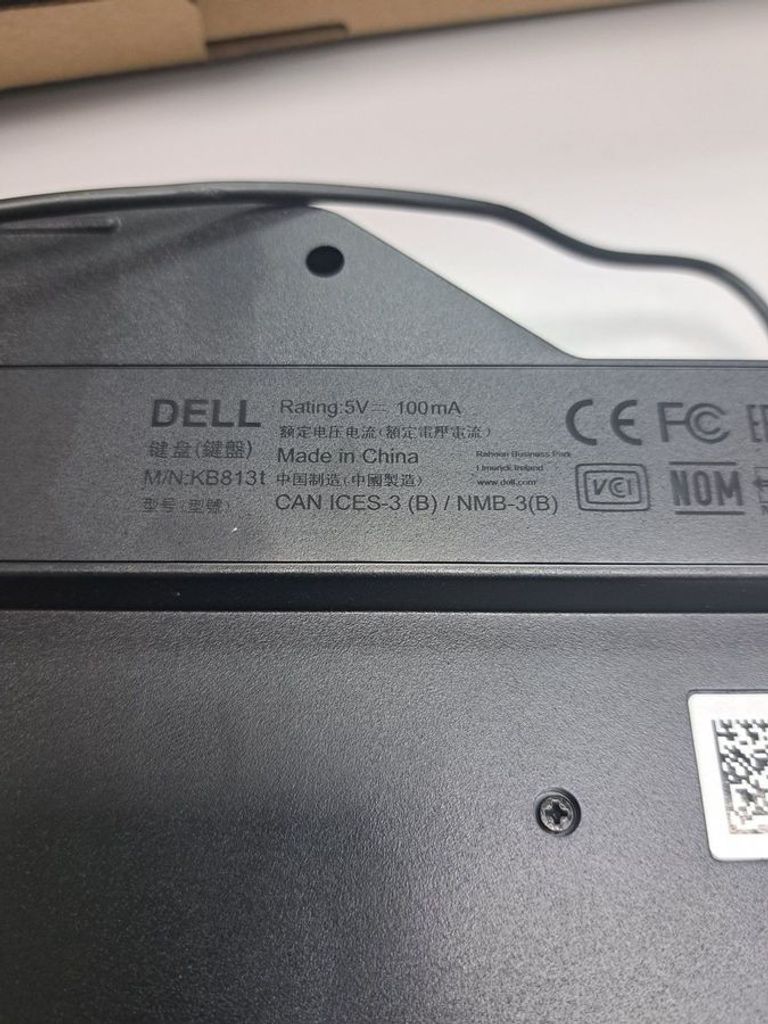 DELL
键盘(鍵盤)
M/N:KB813t
型号(型號)
Rating:5V⎓ 100mA
額定电压电流(額定電壓電流)
Made in China
中国制造(中國製造)
CAN ICES-3 (B) / NMB-3(B)
Raheen Business Park
Limerick Ireland
www.dell.com
CE FC
VCI NOM